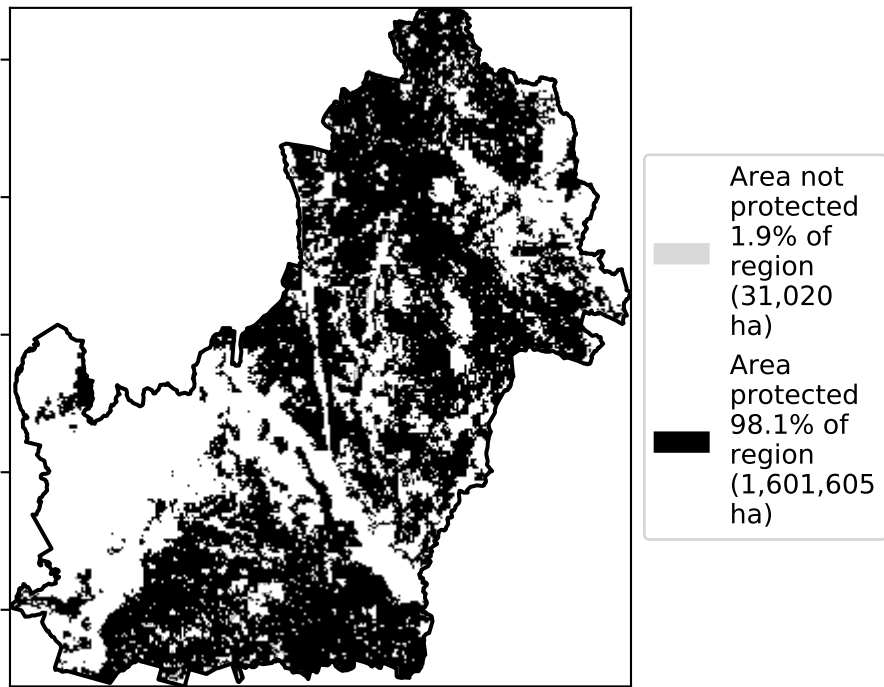 Area not
protected
1.9% of
region
(31,020
ha)
Area
protected
98.1% of
region
(1,601,605
ha)